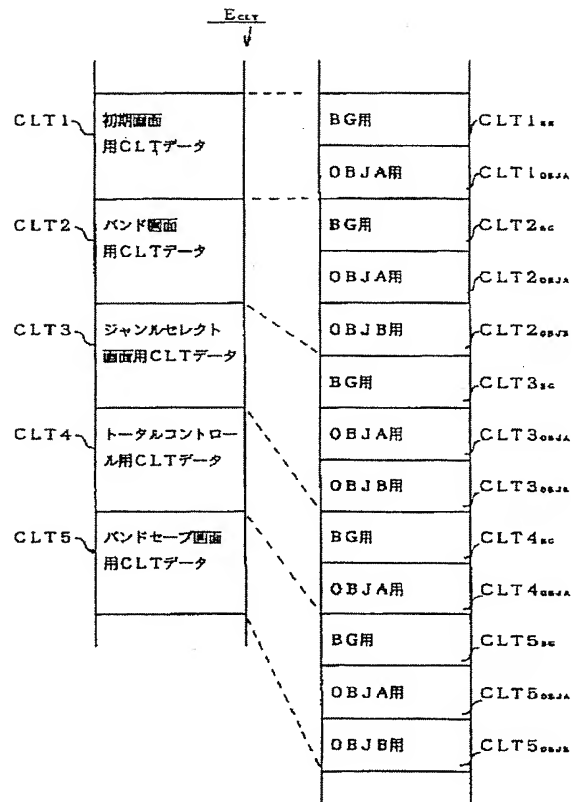 E CLT
CLT1
初期画面
用CLTデータ
CLT2
バンド画面
用CLTデータ
CLT3
ジャンルセレクト
画面用CLTデータ
CLT4
トータルコントロー
ル用CLTデータ
CLT5
バンドセーブ画面
用CLTデータ
BG用
CLT1
OBJA用
CLT1OBJA
BG用
CLT2BG
OBJA用
CLT2OBJA
OBJB用
CLT2OBJB
BG用
CLT3BG
OBJA用
CLT3OBJA
OBJB用
CLT3OBJB
BG用
CLT4BG
OBJA用
CLT4OBJA
BG用
CLT5BG
OBJA用
CLT5OBJA
OBJB用
CLT5OBJB